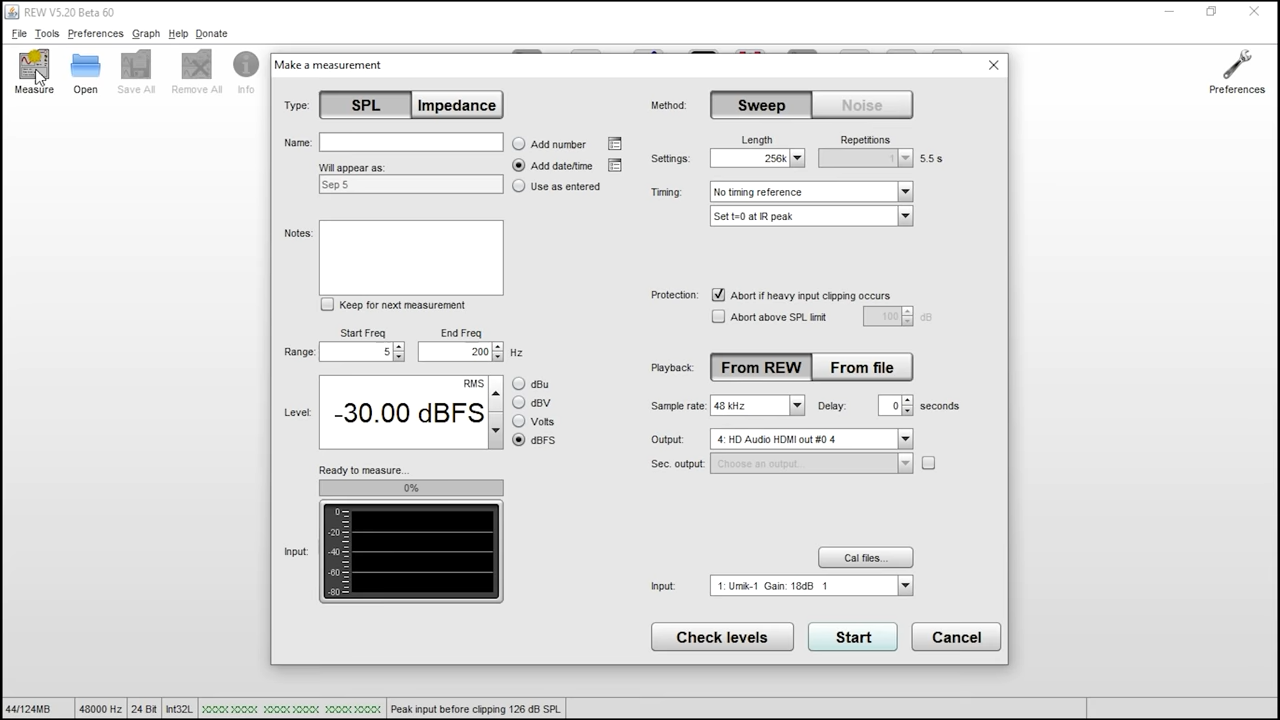 REW V5.20 Beta 60
File Tools Preferences Graph Help Donate
Measure Open Save All Remove All Info Preferences
Make a measurement
Type: SPL Impedance
Name:
Add number
Will appear as:
Add date/time
Sep 5
Use as entered
Notes:
Keep for next measurement
Start Freq End Freq
Range: 5 200 Hz
RMS
Level: -30.00 dBFS
dBu
dBV
Volts
dBFS
Ready to measure...
0%
Input:
0
-20
-40
-60
-80
Method: Sweep Noise
Length Repetitions
Settings: 256k 1 5.5 s
Timing: No timing reference
Set t=0 at IR peak
Protection: Abort if heavy input clipping occurs
Abort above SPL limit 100 dB
Playback: From REW From file
Sample rate: 48 kHz Delay: 0 seconds
Output: 4: HD Audio HDMI out #0 4
Sec. output: Choose an output...
Cal files...
Input: 1: Umik-1 Gain: 18dB 1
Check levels Start Cancel
44/124MB 48000 Hz 24 Bit Int32L XXXX XXXX XXXX XXXX XXXX XXXX Peak input before clipping 126 dB SPL